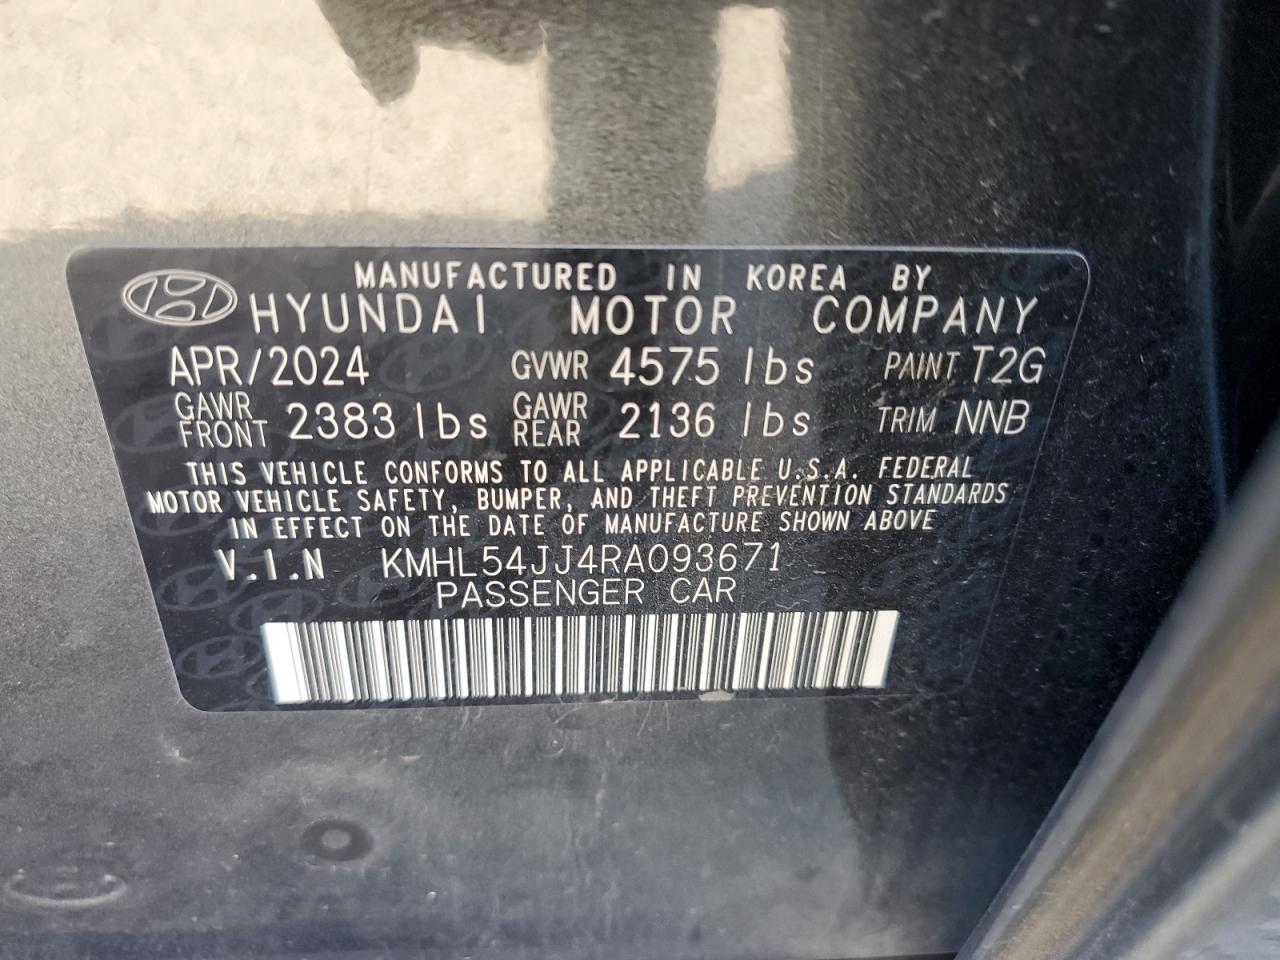 MANUFACTURED IN KOREA BY
HYUNDAI MOTOR COMPANY
APR/2024 GVWR 4575 lbs PAINT T2G
GAWR FRONT 2383 lbs GAWR REAR 2136 lbs TRIM NNB
THIS VEHICLE CONFORMS TO ALL APPLICABLE U.S.A. FEDERAL
MOTOR VEHICLE SAFETY, BUMPER, AND THEFT PREVENTION STANDARDS
IN EFFECT ON THE DATE OF MANUFACTURE SHOWN ABOVE
V.I.N KMHL54JJ4RA093671
PASSENGER CAR